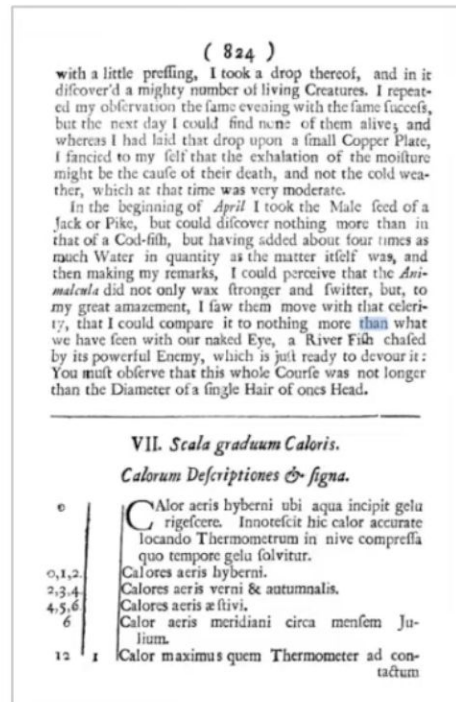 ( 824 )
with a little preſſing, I took a drop thereof, and in it
diſcover'd a mighty number of living Creatures. I repeat-
ed my obſervation the ſame evening with the ſame ſucceſs,
but the next day I could find none of them alive; and
whereas I had laid that drop upon a ſmall Copper Plate,
I fancied to my ſelf that the exhalation of the moiſture
might be the cauſe of their death, and not the cold wea-
ther, which at that time was very moderate.
In the beginning of April I took the Male ſeed of a
Jack or Pike, but could diſcover nothing more than in
that of a Cod-fiſh, but having added about four times as
much Water in quantity as the matter itſelf was, and
then making my remarks, I could perceive that the Ani-
malcula did not only wax ſtronger and ſwifter, but, to
my great amazement, I ſaw them move with that celeri-
ty, that I could compare it to nothing more than what
we have ſeen with our naked Eye, a River Fiſh chaſed
by its powerful Enemy, which is juſt ready to devour it:
You muſt obſerve that this whole Courſe was not longer
than the Diameter of a ſingle Hair of ones Head.
VII. Scala graduum Caloris.
Calorum Deſcriptiones & ſigna.
0 CAlor aeris hyberni ubi aqua incipit gelu
rigeſcere. Innoteſcit hic calor accurate
locando Thermometrum in nive compreſſa
quo tempore gelu ſolvitur.
0,1,2. Calores aeris hyberni.
2,3,4. Calores aeris verni & autumnalis.
4,5,6. Calores aeris æſtivi.
6 Calor aeris meridiani circa menſem Ju-
lium.
12 1 Calor maximus quem Thermometer ad con-
tactum